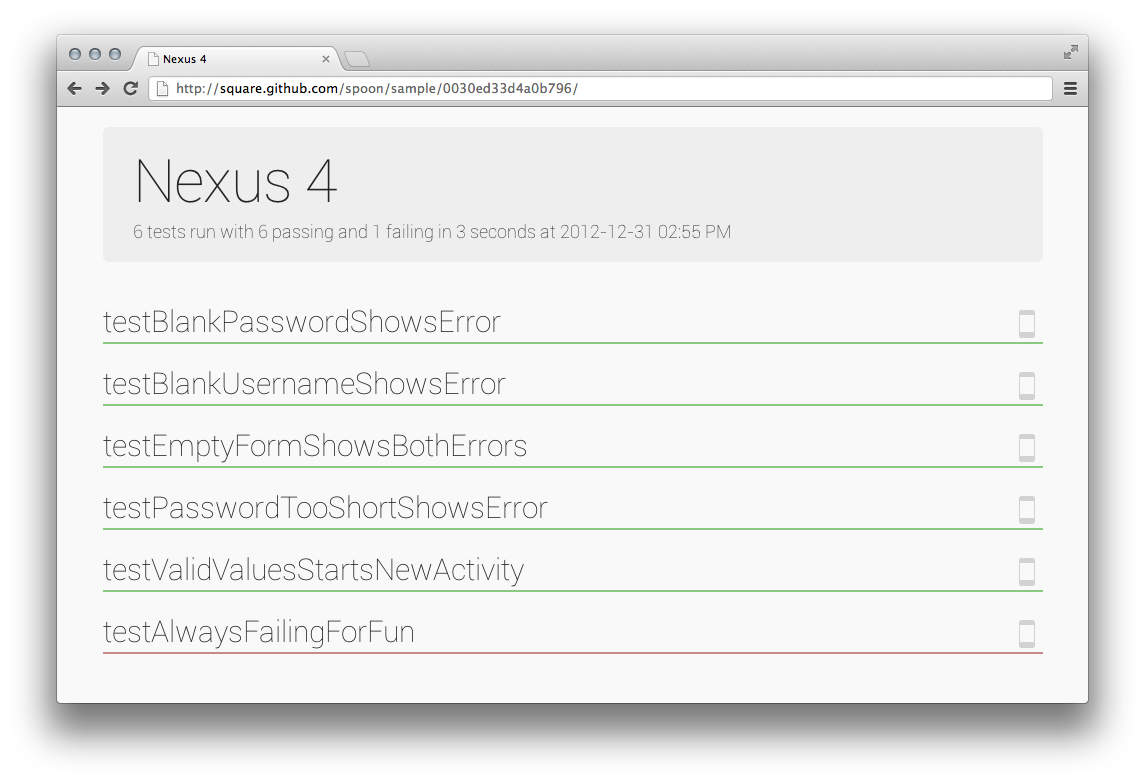 Nexus 4
http://square.github.com/spoon/sample/0030ed33d4a0b796/
Nexus 4
6 tests run with 6 passing and 1 failing in 3 seconds at 2012-12-31 02:55 PM
testBlankPasswordShowsError
testBlankUsernameShowsError
testEmptyFormShowsBothErrors
testPasswordTooShortShowsError
testValidValuesStartsNewActivity
testAlwaysFailingForFun